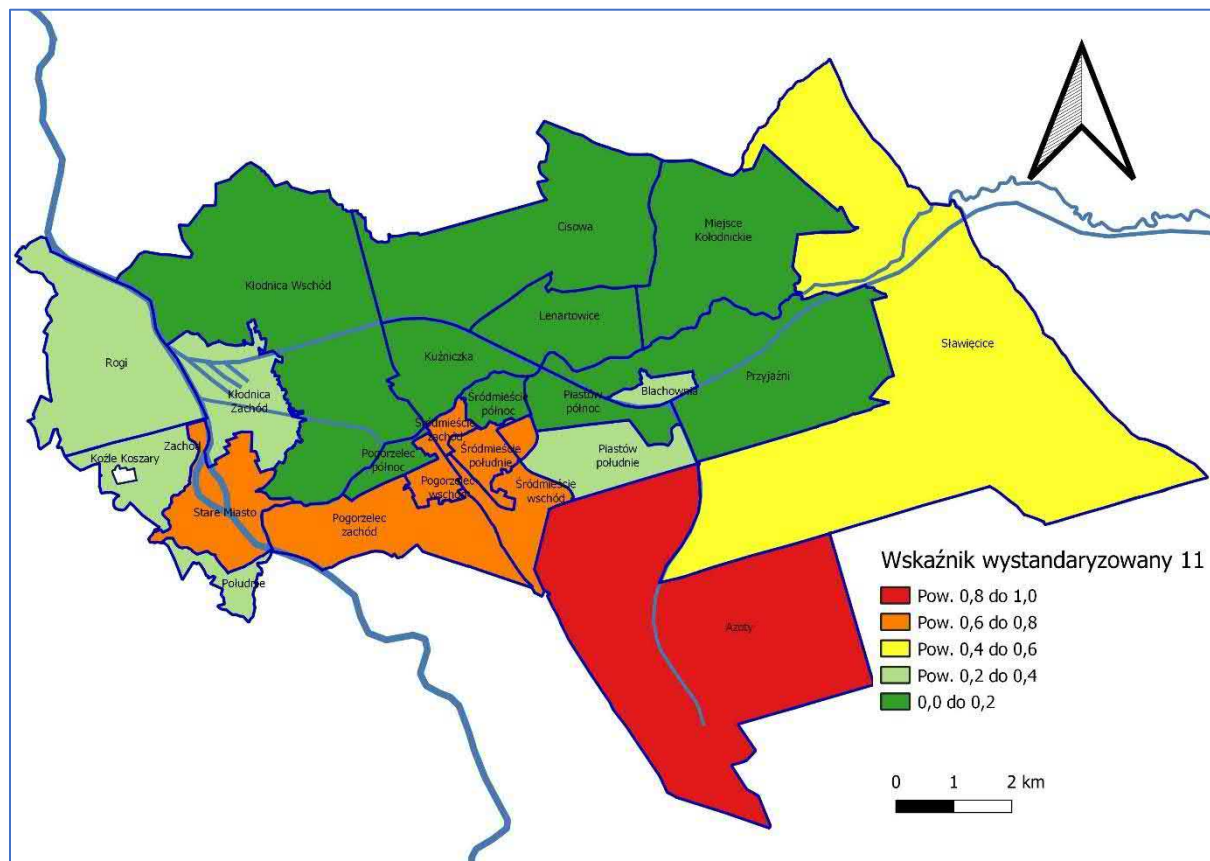 Cisowa
Miejsce
Kołodnickie
Kłodnica Wschód
Lenartowice
Sławięcice
Rogi
Kuźniczka
Przyjaźni
Blachownia
Kłodnica
Zachód
Śródmieście
północ
Piastów
północ
Śródmieście
zachód
Zachód
Śródmieście
południe
Piastów
południe
Koźle Koszary
Pogorzelec
północ
Pogorzelec
wschód
Śródmieście
wschód
Stare Miasto
Pogorzelec
zachód
Południe
Azoty
Wskaźnik wystandaryzowany 11
Pow. 0,8 do 1,0
Pow. 0,6 do 0,8
Pow. 0,4 do 0,6
Pow. 0,2 do 0,4
0,0 do 0,2
0 1 2 km